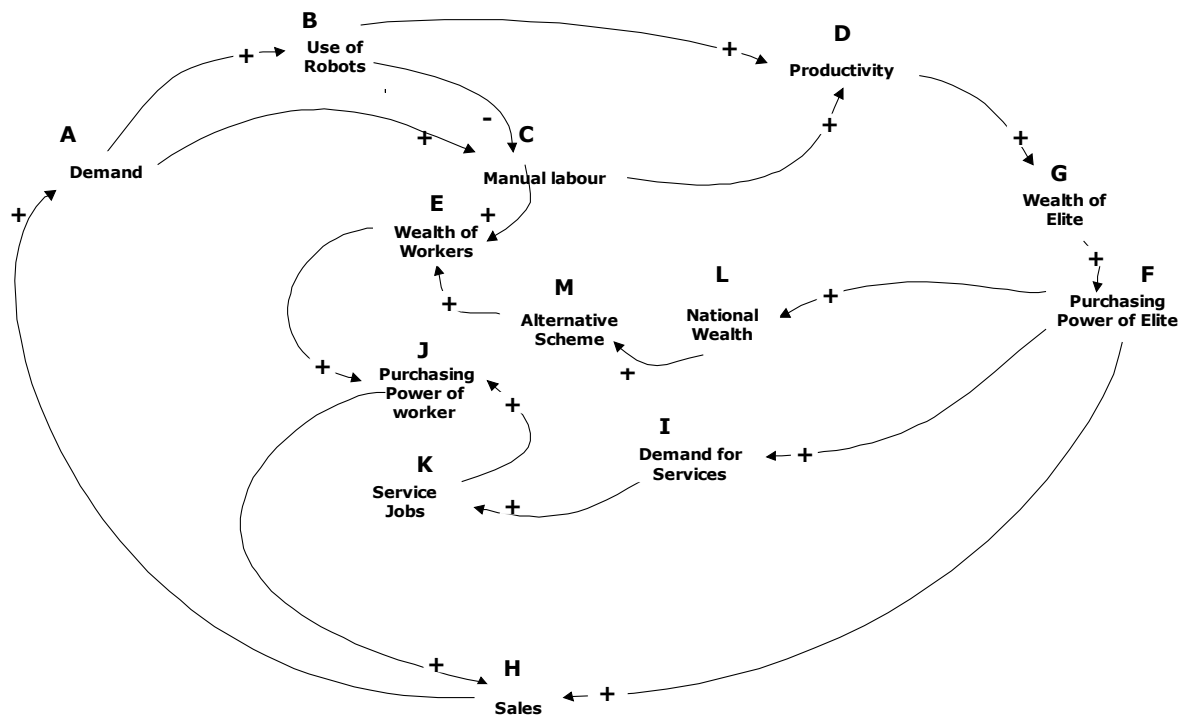 B
Use of
Robots
+
+
D
Productivity
A
Demand
+
-
C
Manual labour
+
+
+
E
Wealth of
Workers
+
G
Wealth of
Elite
+
F
Purchasing
Power of Elite
L
National
Wealth
+
M
Alternative
Scheme
+
+
J
Purchasing
Power of
worker
+
+
I
Demand for
Services
+
K
Service
Jobs
+
+
H
Sales
+